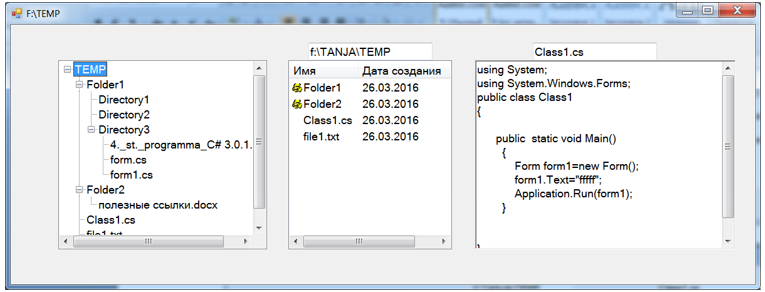 F:\TEMP
f:\TANJA\TEMP
Class1.cs
TEMP
Folder1
Directory1
Directory2
Directory3
4._st._programma_C# 3.0.1.
form.cs
form1.cs
Folder2
полезные ссылки.docx
Class1.cs
file1.txt
Имя Дата создания
Folder1 26.03.2016
Folder2 26.03.2016
Class1.cs 26.03.2016
file1.txt 26.03.2016
using System;
using System.Windows.Forms;
public class Class1
{
public static void Main()
{
Form form1=new Form();
form1.Text="fffff";
Application.Run(form1);
}
}